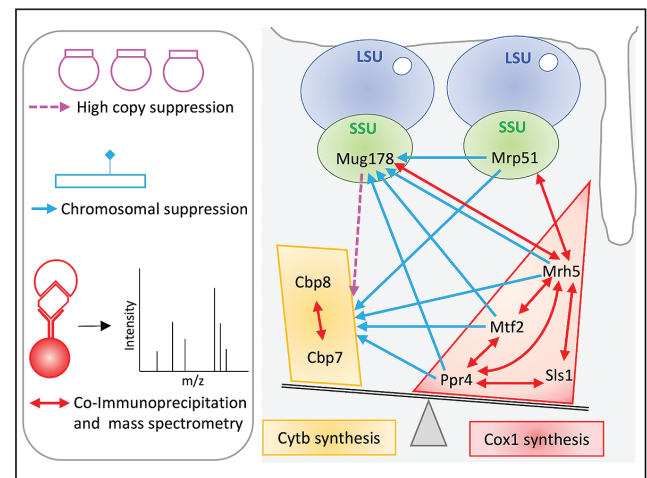 High copy suppression
Chromosomal suppression
Intensity
m/z
Co-Immunoprecipitation
and mass spectrometry
LSU
LSU
SSU
SSU
Mug178
Mrp51
Mrh5
Cbp8
Mtf2
Cbp7
Ppr4
Sls1
Cytb synthesis
Cox1 synthesis